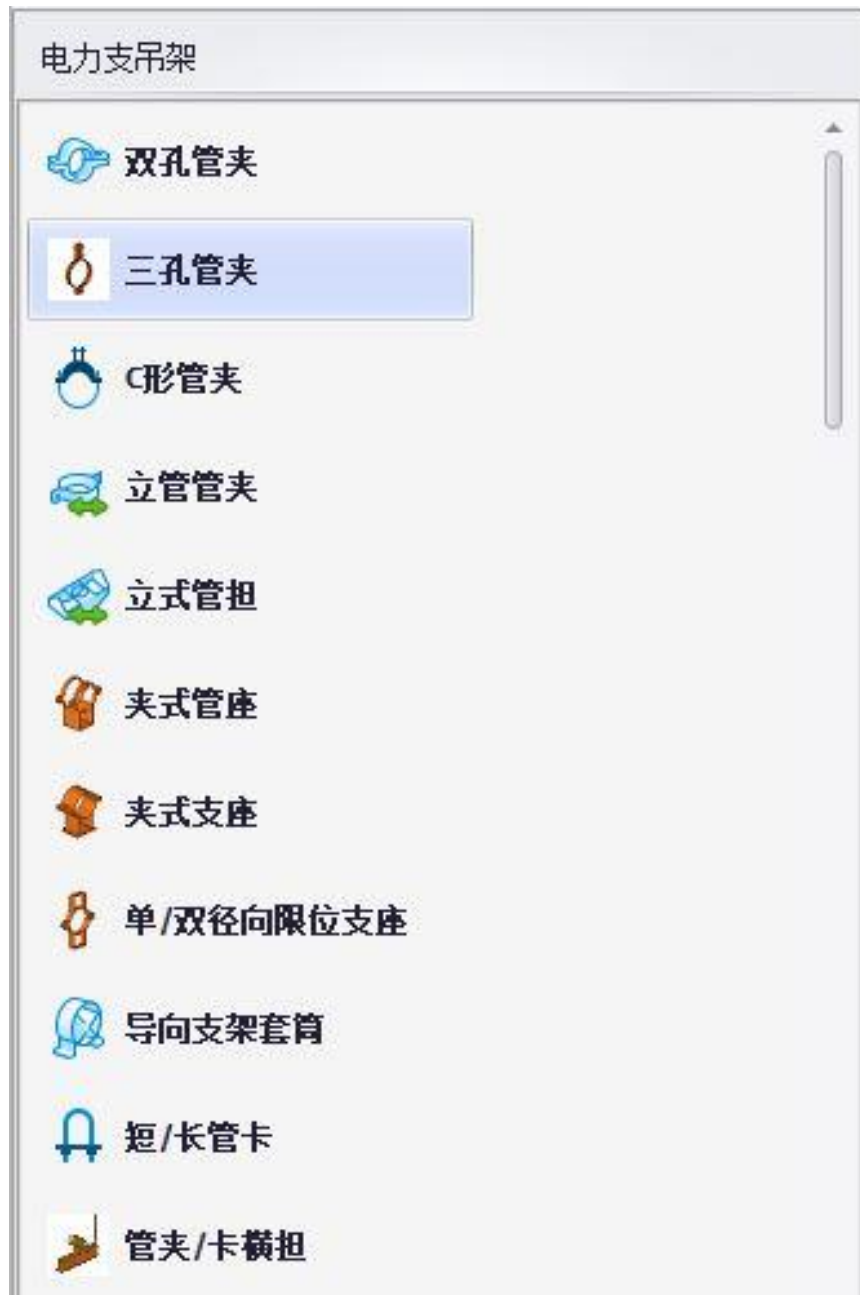 电力支吊架
双孔管夹
三孔管夹
C形管夹
立管管夹
立式管担
夹式管座
夹式支座
单/双径向限位支座
导向支架套筒
短/长管卡
管夹/卡横担